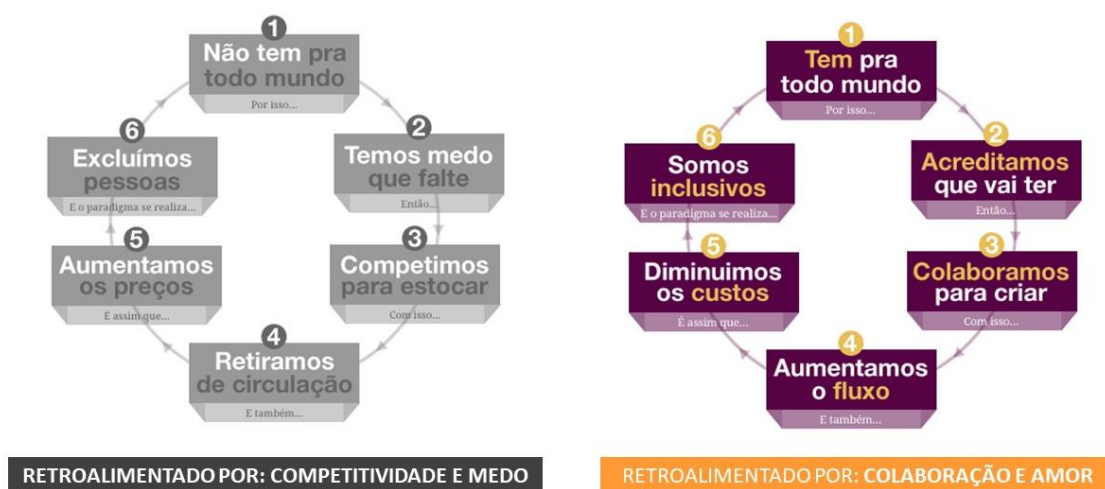 1
Não tem pra
todo mundo
Por isso...
2
Temos medo
que falte
Então...
3
Competimos
para estocar
Com isso...
4
Retiramos
de circulação
E também...
5
Aumentamos
os preços
É assim que...
6
Excluímos
pessoas
E o paradigma se realiza...
RETROALIMENTADO POR: COMPETITIVIDADE E MEDO
1
Tem pra
todo mundo
Por isso...
2
Acreditamos
que vai ter
Então...
3
Colaboramos
para criar
Com isso...
4
Aumentamos
o fluxo
E também...
5
Diminuimos
os custos
É assim que...
6
Somos
inclusivos
E o paradigma se realiza...
RETROALIMENTADO POR: COLABORAÇÃO E AMOR